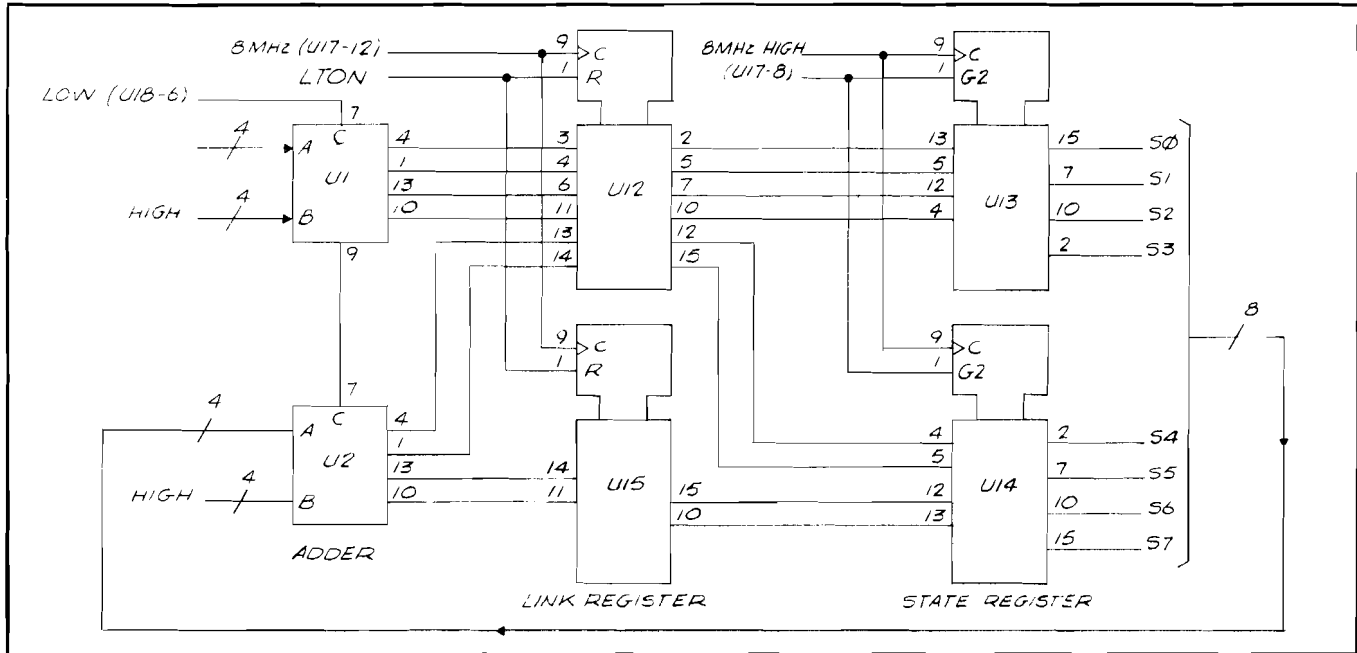 8MHZ (U17-12)
9
C
8MHZ HIGH
9
C
LTON
1
R
(U17-8)
1
G2
LOW (U18-6)
7
4
A
C
4
3
2
13
15
SØ
U1
1
4
5
5
7
S1
U12
U13
13
6
7
12
10
S2
HIGH
4
B
10
11
10
4
2
S3
13
12
9
14
15
8
9
C
9
C
1
R
1
G2
7
4
A
C
4
4
2
S4
U2
1
5
7
S5
13
14
U15
U14
HIGH
4
B
10
11
15
12
10
S6
10
13
15
S7
ADDER
LINK REGISTER
STATE REGISTER